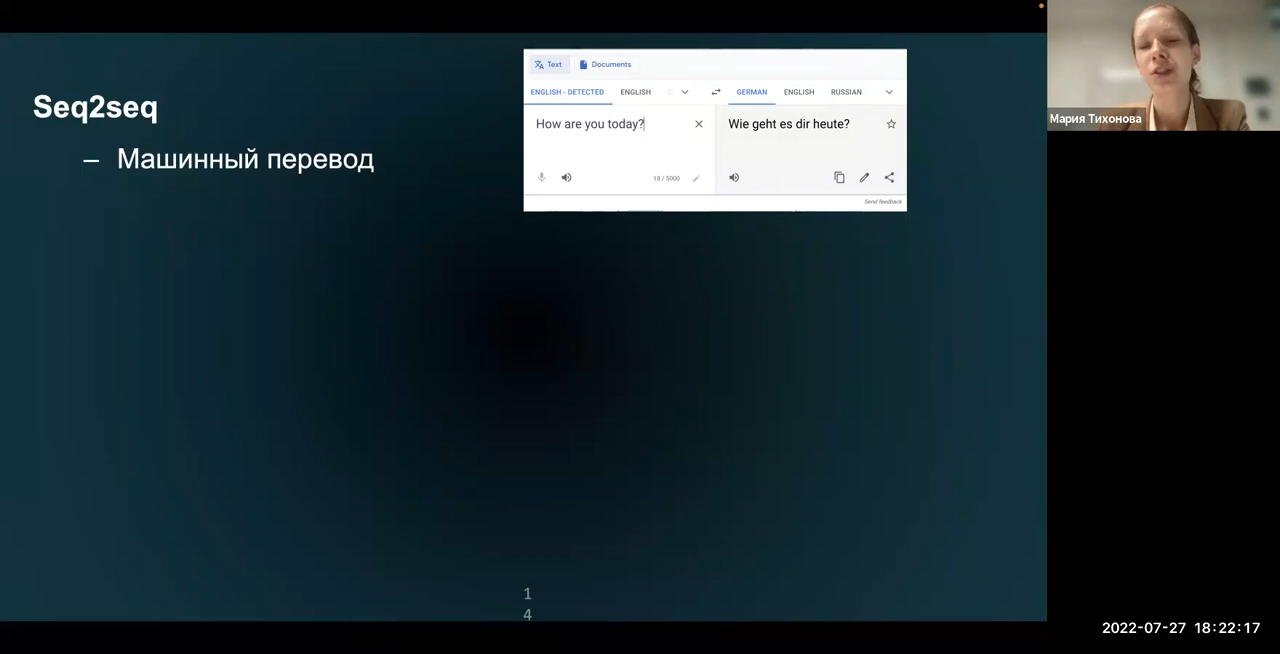 Seq2seq
– Машинный перевод
Text Documents
ENGLISH - DETECTED ENGLISH GERMAN ENGLISH RUSSIAN
How are you today? Wie geht es dir heute?
18 / 5000
Send feedback
Мария Тихонова
1
4
2022-07-27 18:22:17